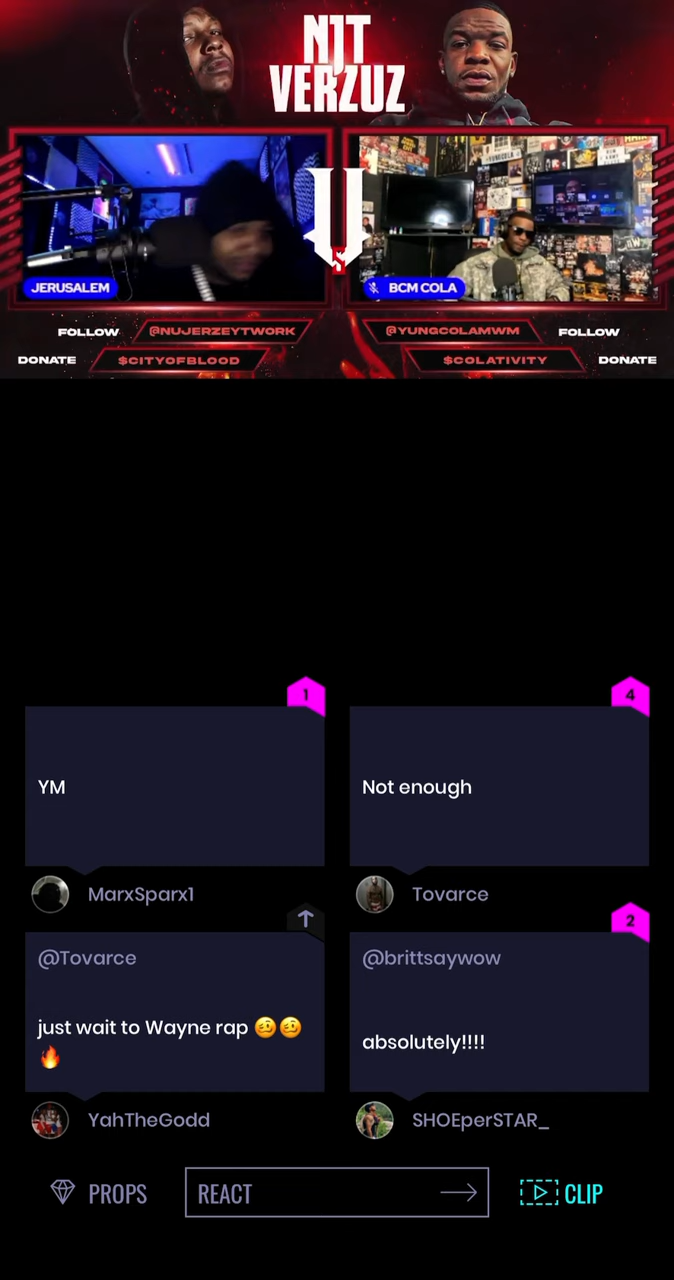 NJT
VERZUZ
V
S
JERUSALEM
BCM COLA
FOLLOW
@NUJERZEYTWORK
@YUNGCOLAMWM
FOLLOW
DONATE
$CITYOFBLOOD
$COLATIVITY
DONATE
1
4
YM
Not enough
MarxSparx1
Tovarce
2
@Tovarce
@brittsaywow
just wait to Wayne rap 🥴🥴
🔥
absolutely!!!!
YahTheGodd
SHOEperSTAR_
PROPS
REACT
CLIP